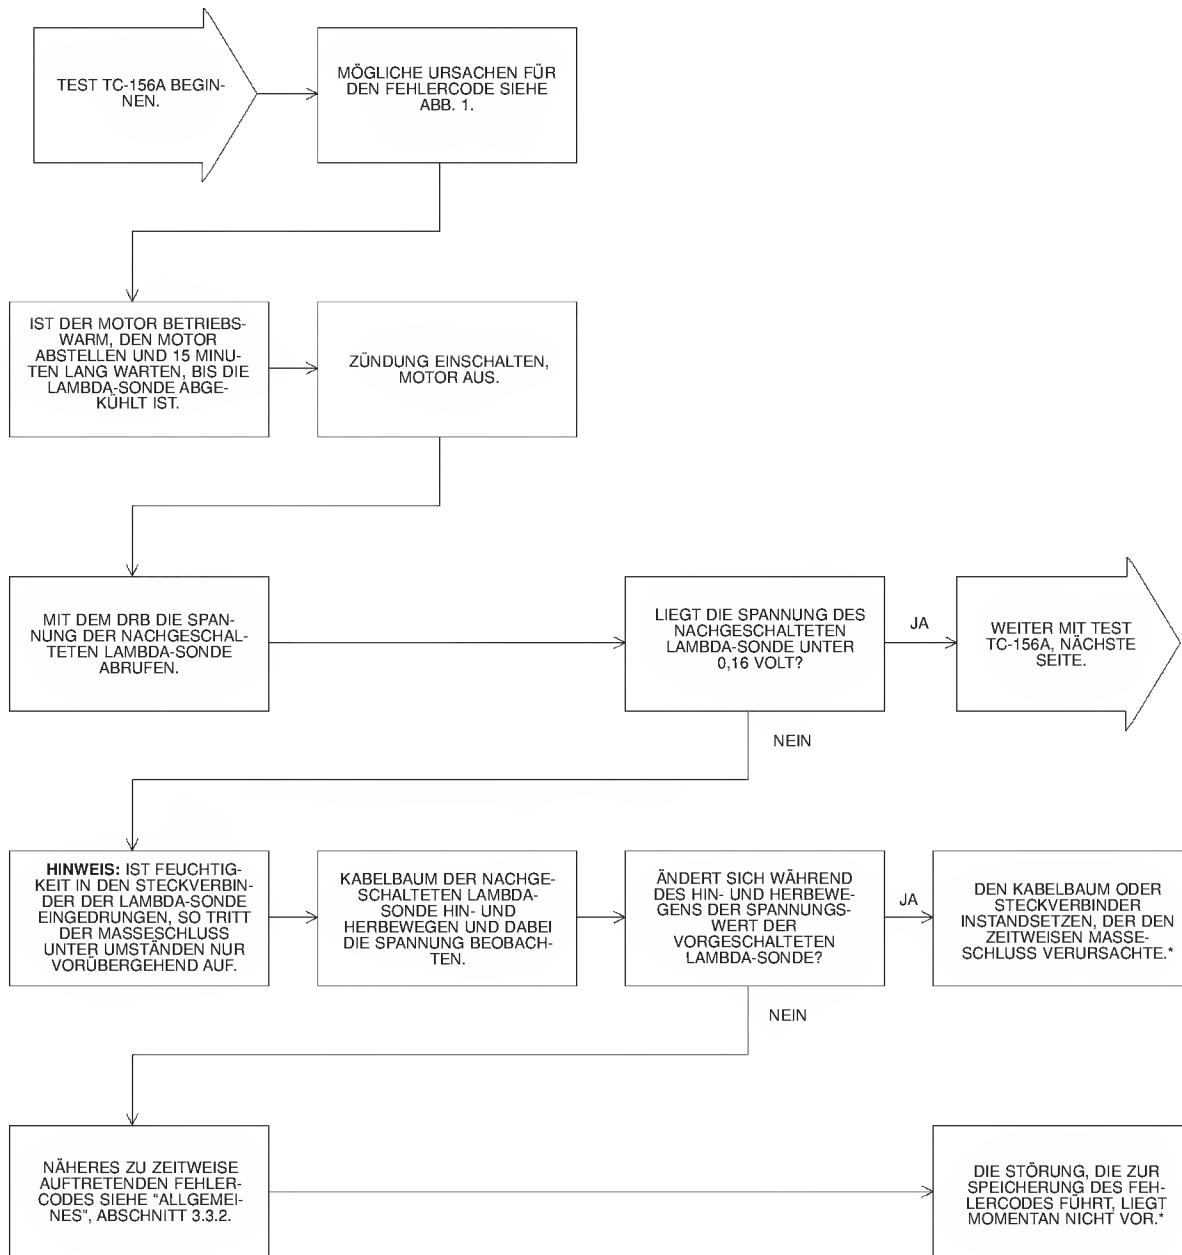 TEST TC-156A BEGIN-
NEN.
MÖGLICHE URSACHEN FÜR
DEN FEHLERCODE SIEHE
ABB. 1.
IST DER MOTOR BETRIEBS-
WARM, DEN MOTOR
ABSTELLEN UND 15 MINU-
TEN LANG WARTEN, BIS DIE
LAMBDA-SONDE ABGE-
KÜHLT IST.
ZÜNDUNG EINSCHALTEN,
MOTOR AUS.
MIT DEM DRB DIE SPAN-
NUNG DER NACHGESCHAL-
TETEN LAMBDA-SONDE
ABRUFEN.
LIEGT DIE SPANNUNG DES
NACHGESCHALTETEN
LAMBDA-SONDE UNTER
0,16 VOLT?
JA
WEITER MIT TEST
TC-156A, NÄCHSTE
SEITE.
NEIN
HINWEIS: IST FEUCHTIG-
KEIT IN DEN STECKVERBIN-
DER DER LAMBDA-SONDE
EINGEDRUNGEN, SO TRITT
DER MASSESCHLUSS
UNTER UMSTÄNDEN NUR
VORÜBERGEHEND AUF.
KABELBAUM DER NACHGE-
SCHALTETEN LAMBDA-
SONDE HIN- UND
HERBEWEGEN UND DABEI
DIE SPANNUNG BEOBACH-
TEN.
ÄNDERT SICH WÄHREND
DES HIN- UND HERBEWE-
GENS DER SPANNUNGS-
WERT DER
VORGESCHALTETEN
LAMBDA-SONDE?
JA
DEN KABELBAUM ODER
STECKVERBINDER
INSTANDSETZEN, DER DEN
ZEITWEISEN MASSE-
SCHLUSS VERURSACHTE.*
NEIN
NÄHERES ZU ZEITWEISE
AUFTRETENDEN FEHLER-
CODES SIEHE "ALLGEMEI-
NES", ABSCHNITT 3.3.2.
DIE STÖRUNG, DIE ZUR
SPEICHERUNG DES FEH-
LERCODES FÜHRT, LIEGT
MOMENTAN NICHT VOR.*